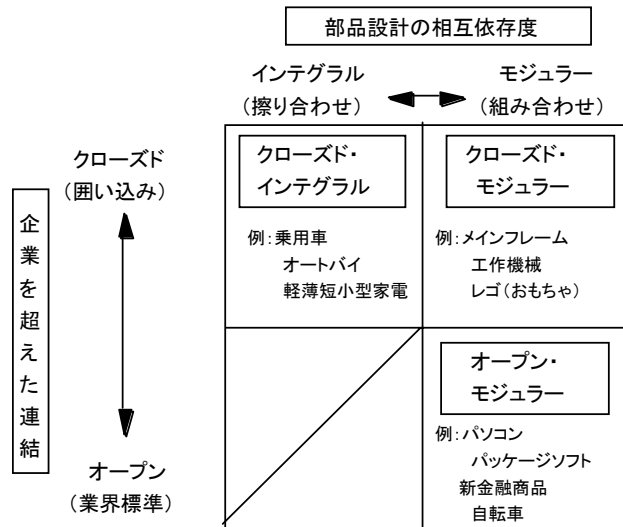 部品設計の相互依存度
インテグラル
(擦り合わせ)
モジュラー
(組み合わせ)
クローズド
(囲い込み)
企業を超えた連結
オープン
(業界標準)
クローズド・
インテグラル
例:乗用車
オートバイ
軽薄短小型家電
クローズド・
モジュラー
例:メインフレーム
工作機械
レゴ(おもちゃ)
オープン・
モジュラー
例:パソコン
パッケージソフト
新金融商品
自転車